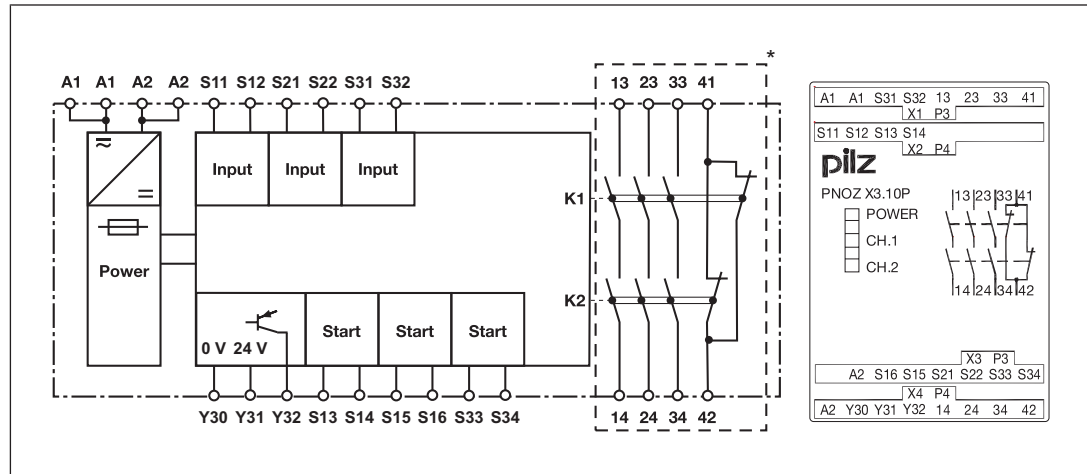 *
A1 A1 A2 A2 S11 S12 S21 S22 S31 S32 13 23 33 41
Input Input Input
K1
Power
K2
Start Start Start
0 V 24 V
Y30 Y31 Y32 S13 S14 S15 S16 S33 S34 14 24 34 42
A1 A1 S31 S32 13 23 33 41
X1 P3
S11 S12 S13 S14
X2 P4
pilz
PNOZ X3.10P
POWER
CH.1
CH.2
13 23 33 41
14 24 34 42
X3 P3
A2 S16 S15 S21 S22 S33 S34
X4 P4
A2 Y30 Y31 Y32 14 24 34 42